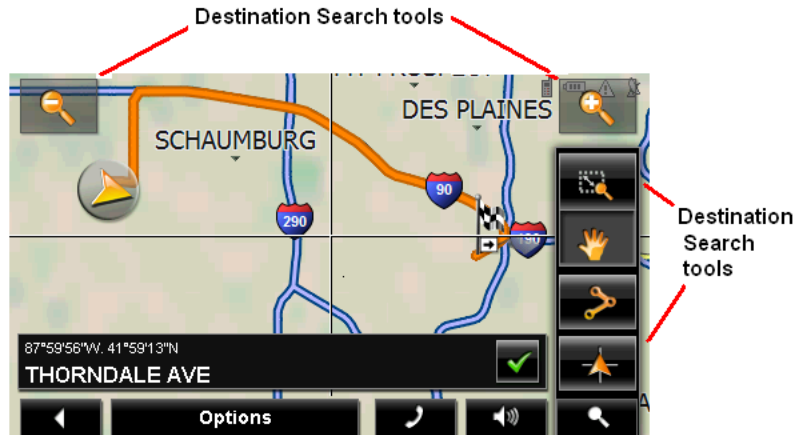 Destination Search tools
DES PLAINES
SCHAUMBURG
90
290
190
Destination
Search
tools
87°59'56"W. 41°59'13"N
THORNDALE AVE
Options